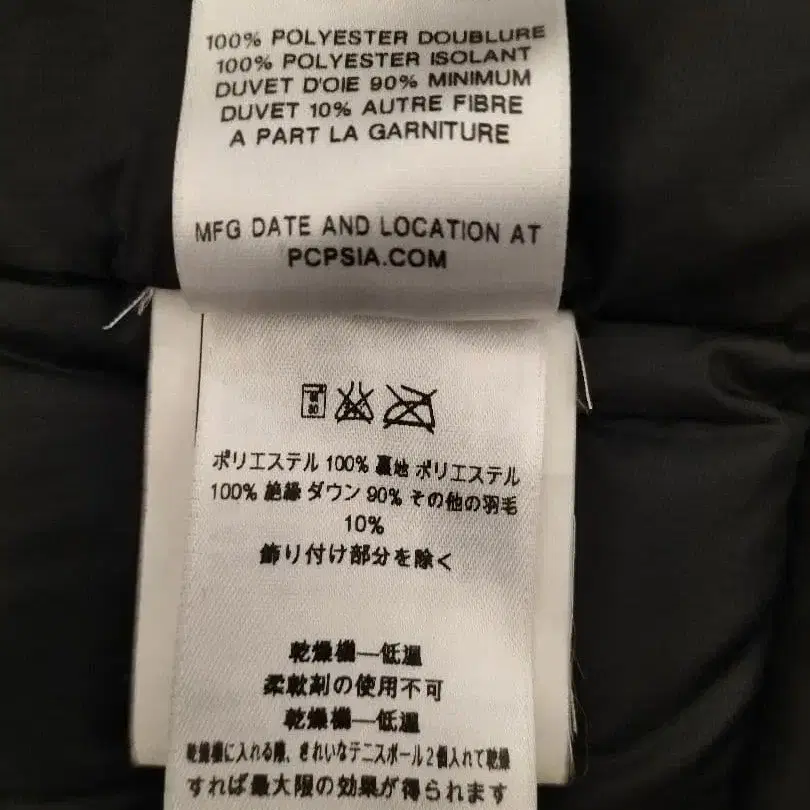 100% POLYESTER DOUBLURE
100% POLYESTER ISOLANT
DUVET D'OIE 90% MINIMUM
DUVET 10% AUTRE FIBRE
A PART LA GARNITURE
MFG DATE AND LOCATION AT
PCPSIA.COM
ポリエステル 100% 裏地 ポリエステル
100% 絶縁 ダウン 90% その他の羽毛
10%
飾り付け部分を除く
乾燥機—低温
柔軟剤の使用不可
乾燥機—低温
乾燥機に入れる際、きれいなテニスボール2個入れて乾燥
すれば最大限の効果が得られます